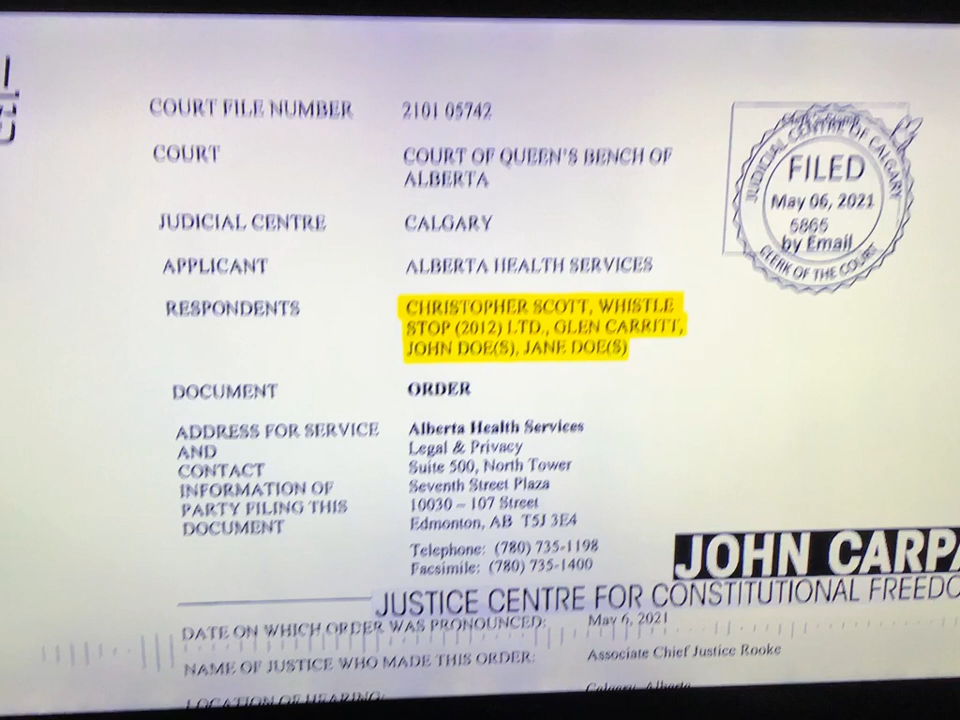 COURT FILE NUMBER 2101 05742
COURT COURT OF QUEEN'S BENCH OF
ALBERTA
JUDICIAL CENTRE CALGARY
APPLICANT ALBERTA HEALTH SERVICES
RESPONDENTS CHRISTOPHER SCOTT, WHISTLE
STOP (2012) LTD., GLEN CARRITT,
JOHN DOE(S), JANE DOE(S)
DOCUMENT ORDER
ADDRESS FOR SERVICE
AND
CONTACT
INFORMATION OF
PARTY FILING THIS
DOCUMENT
Alberta Health Services
Legal & Privacy
Suite 500, North Tower
Seventh Street Plaza
10030 – 107 Street
Edmonton, AB T5J 3E4
Telephone: (780) 735-1198
Facsimile: (780) 735-1400
JUDICIAL CENTRE OF CALGARY
FILED
May 06, 2021
5865
by Email
CLERK OF THE COURT
JOHN CARPA
JUSTICE CENTRE FOR CONSTITUTIONAL FREEDO
DATE ON WHICH ORDER WAS PRONOUNCED: May 6, 2021
NAME OF JUSTICE WHO MADE THIS ORDER: Associate Chief Justice Rooke
LOCATION OF HEARING: Calgary, Alberta